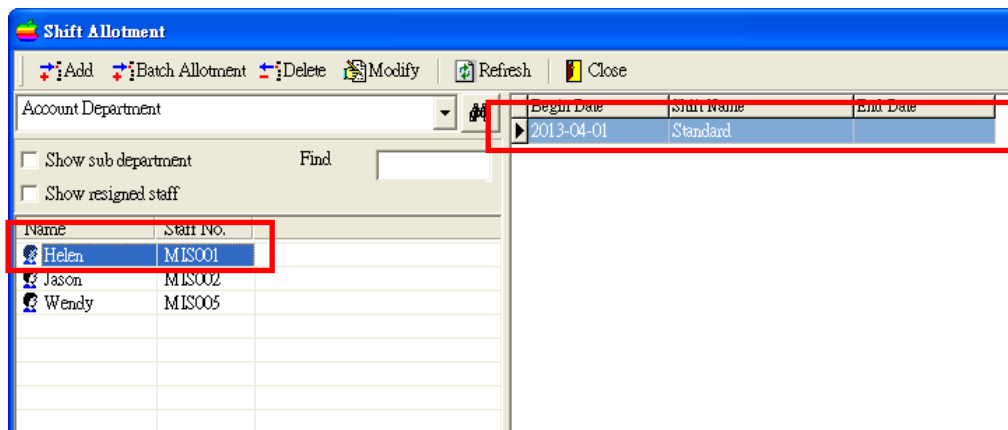 Shift Allotment
Add Batch Allotment Delete Modify Refresh Close
Account Department
Show sub department Find
Show resigned staff
Name Staff No.
Helen MIS001
Jason MIS002
Wendy MIS005
Begin Date Shift Name End Date
2013-04-01 Standard